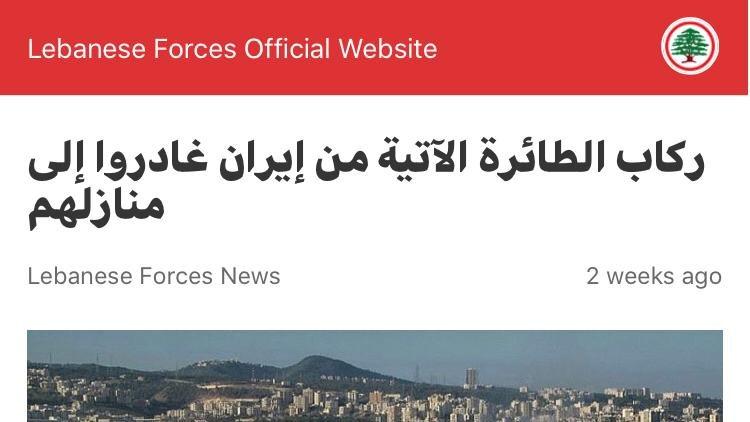 Lebanese Forces Official Website
ركاب الطائرة الآتية من إيران غادروا إلى
منازلهم
Lebanese Forces News
2 weeks ago